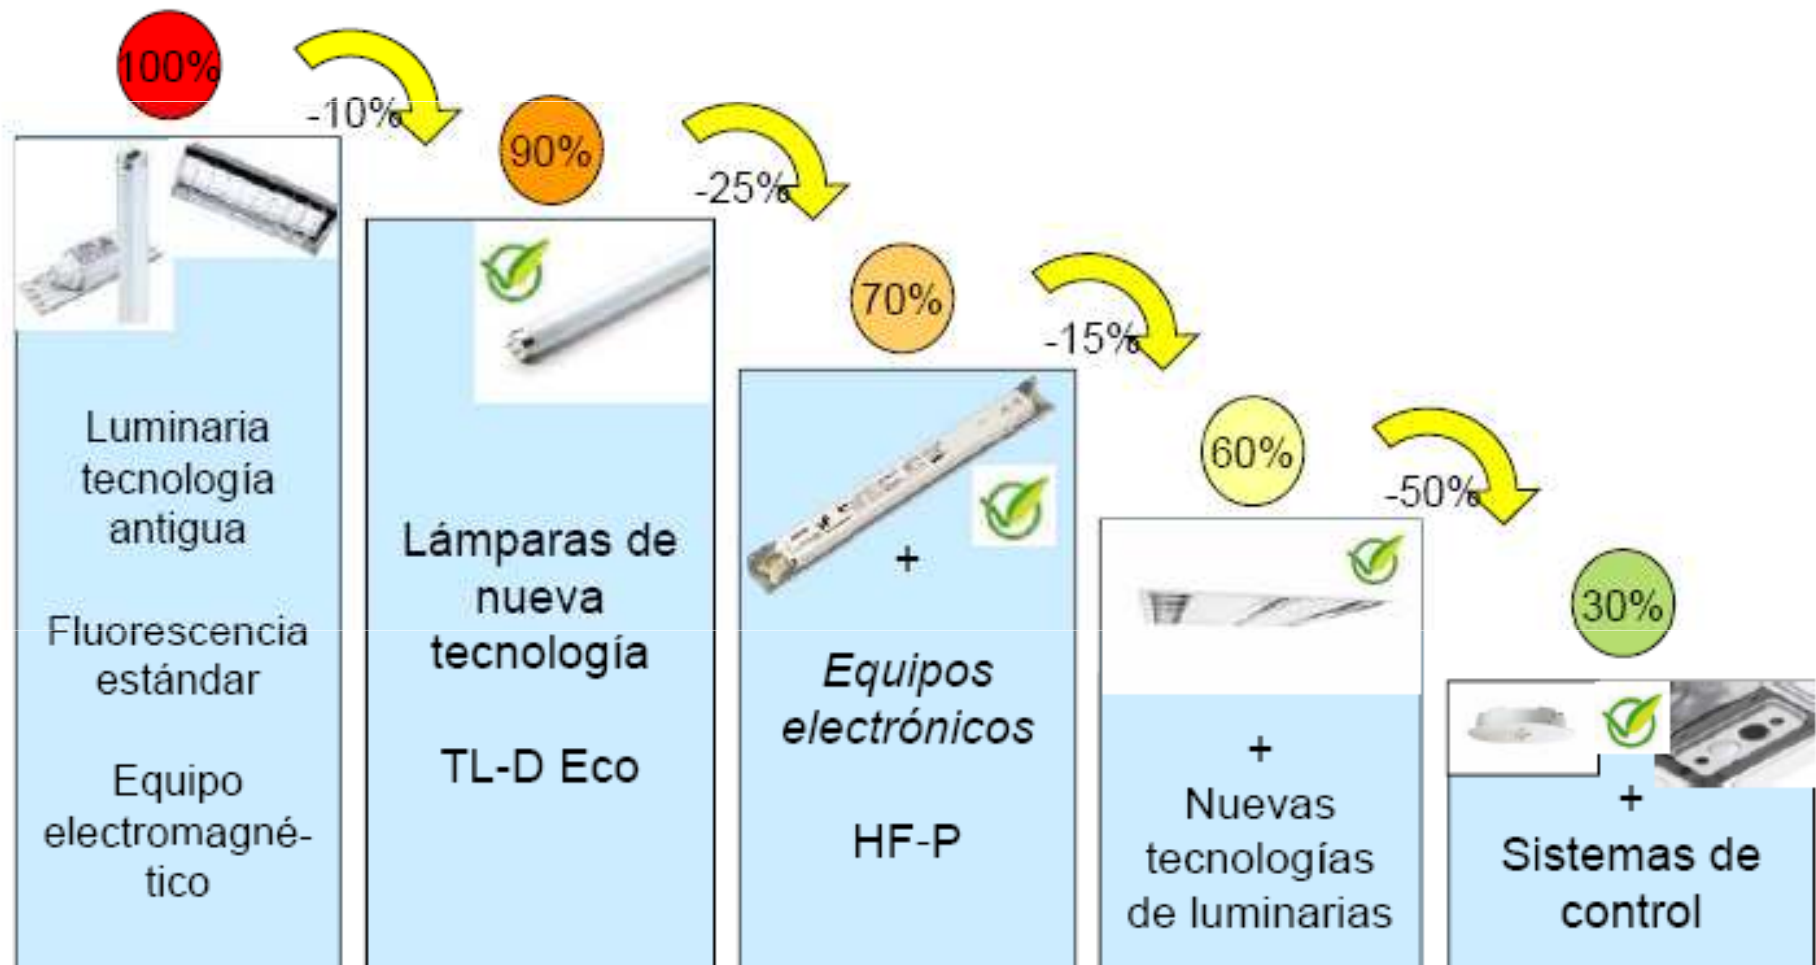 100%
-10%
90%
-25%
70%
-15%
60%
-50%
30%
Luminaria
tecnología
antigua
Fluorescencia
estándar
Equipo
electromagné-
tico
Lámparas de
nueva
tecnología
TL-D Eco
+
Equipos
electrónicos
HF-P
+
Nuevas
tecnologías
de luminarias
+
Sistemas de
control